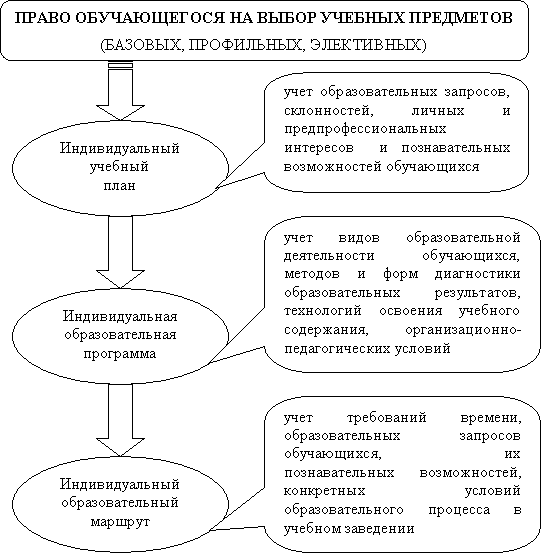 ПРАВО ОБУЧАЮЩЕГОСЯ НА ВЫБОР УЧЕБНЫХ ПРЕДМЕТОВ
(БАЗОВЫХ, ПРОФИЛЬНЫХ, ЭЛЕКТИВНЫХ)
Индивидуальный
учебный
план
учет образовательных запросов,
склонностей, личных и
предпрофессиональных
интересов и познавательных
возможностей обучающихся
Индивидуальная
образовательная
программа
учет видов образовательной
деятельности обучающихся,
методов и форм диагностики
образовательных результатов,
технологий освоения учебного
содержания, организационно-
педагогических условий
Индивидуальный
образовательный
маршрут
учет требований времени,
образовательных запросов
обучающихся, их
познавательных возможностей,
конкретных условий
образовательного процесса в
учебном заведении